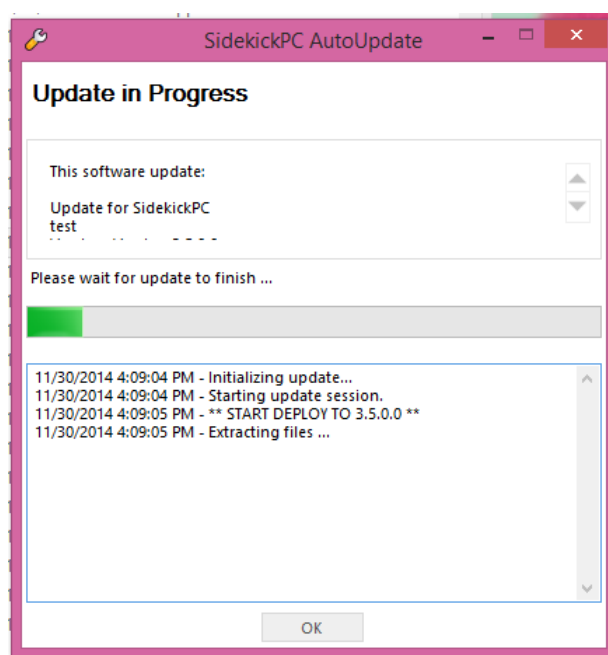 SidekickPC AutoUpdate
Update in Progress
This software update:
Update for SidekickPC
test
Please wait for update to finish ...
11/30/2014 4:09:04 PM - Initializing update...
11/30/2014 4:09:04 PM - Starting update session.
11/30/2014 4:09:05 PM - ** START DEPLOY TO 3.5.0.0 **
11/30/2014 4:09:05 PM - Extracting files ...
OK